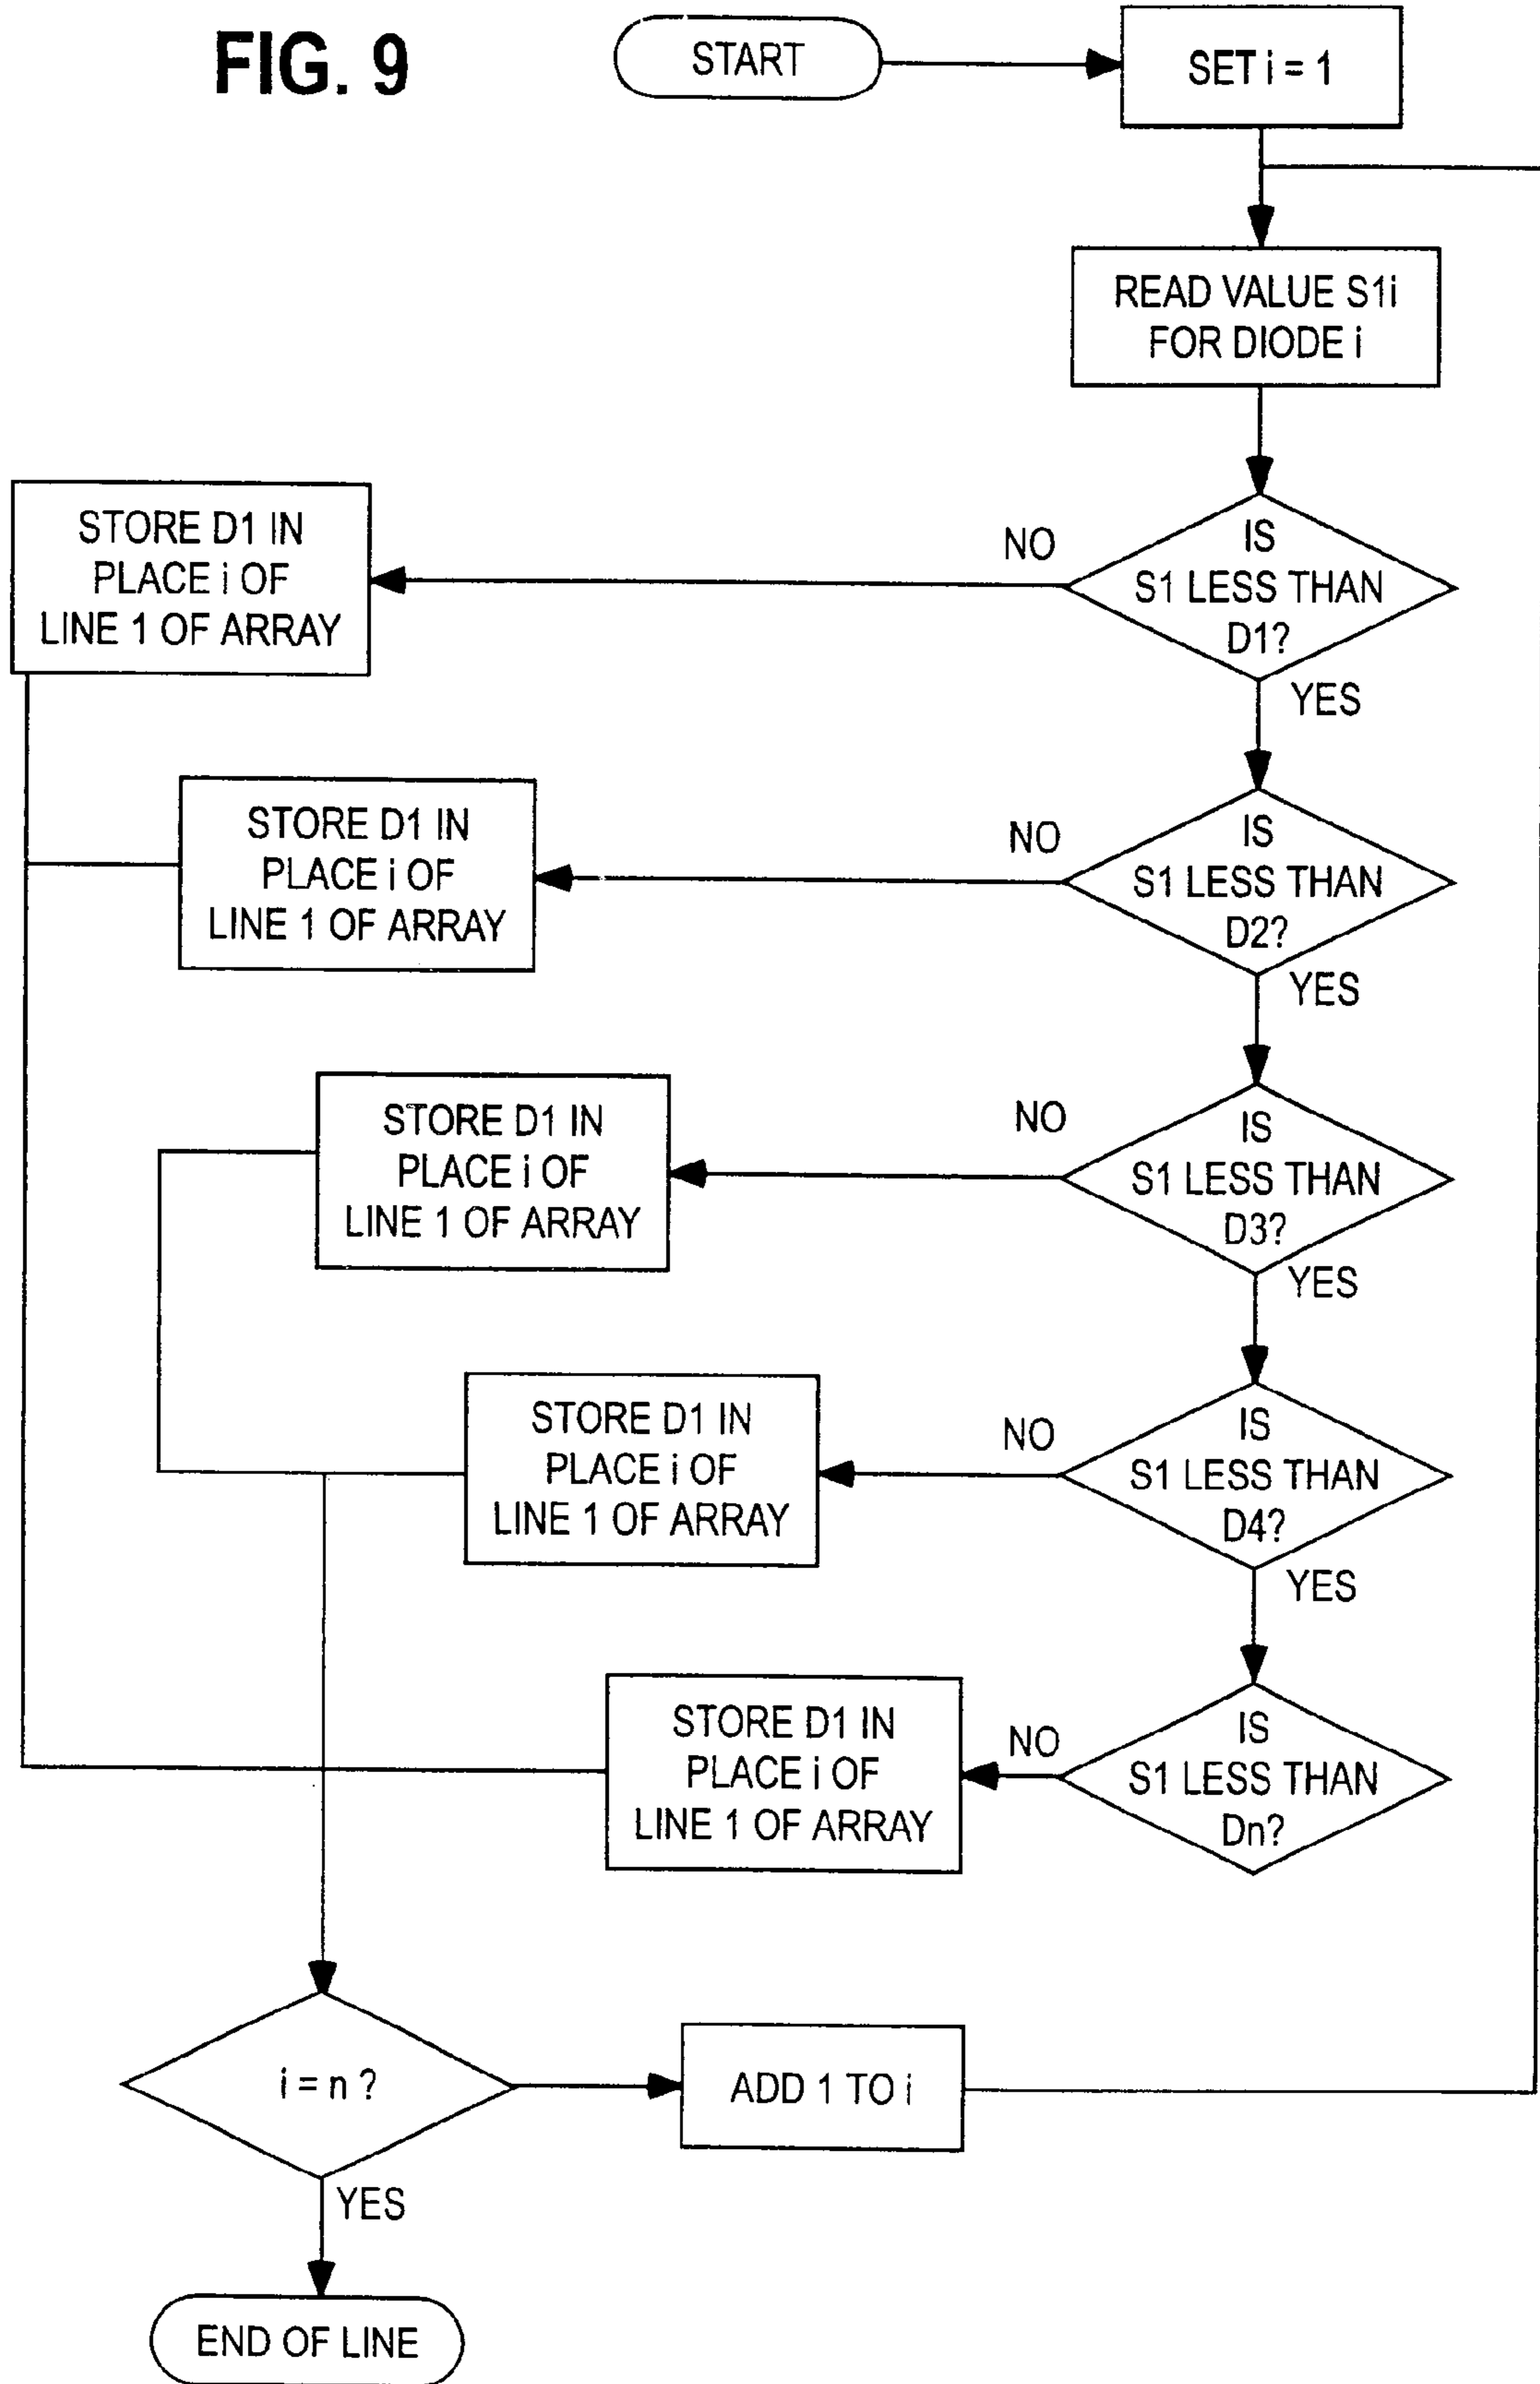 FIG. 9
START
SET i = 1
READ VALUE S1i
FOR DIODE i
STORE D1 IN
PLACE i OF
LINE 1 OF ARRAY
NO
IS
S1 LESS THAN
D1?
YES
STORE D1 IN
PLACE i OF
LINE 1 OF ARRAY
NO
IS
S1 LESS THAN
D2?
YES
STORE D1 IN
PLACE i OF
LINE 1 OF ARRAY
NO
IS
S1 LESS THAN
D3?
YES
STORE D1 IN
PLACE i OF
LINE 1 OF ARRAY
NO
IS
S1 LESS THAN
D4?
YES
STORE D1 IN
PLACE i OF
LINE 1 OF ARRAY
NO
IS
S1 LESS THAN
Dn?
i = n ?
ADD 1 TO i
YES
END OF LINE